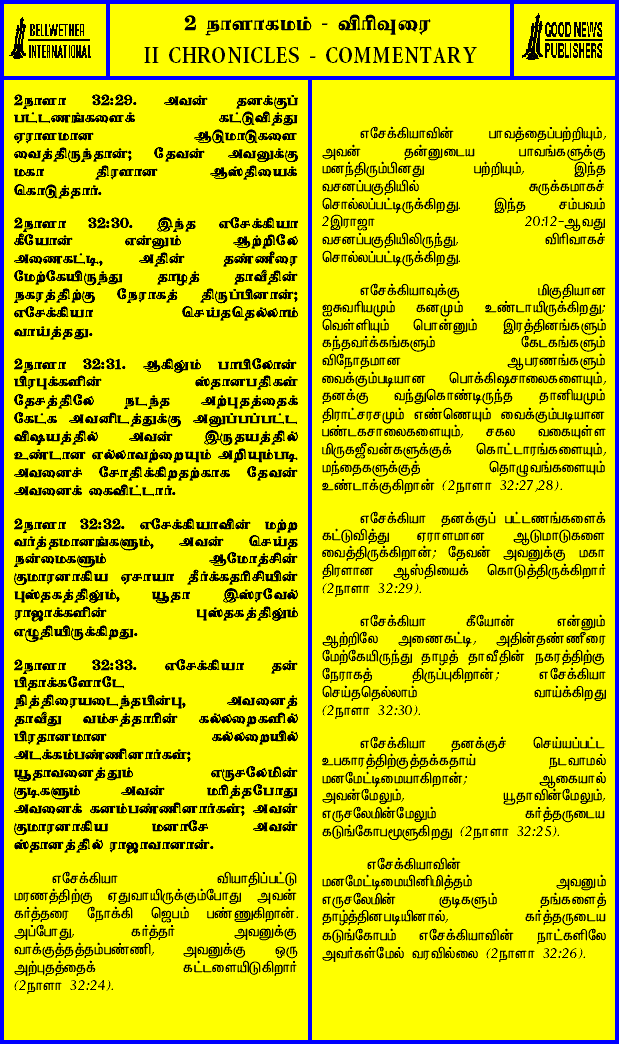 BELLWETHER
INTERNATIONAL
2 நாளாகமம் - விரிவுரை
II CHRONICLES - COMMENTARY
GOOD NEWS
PUBLISHERS
2நாளா 32:29. அவன் தனக்குப்
பட்டணங்களைக் கட்டுவித்து
ஏராளமான ஆடுமாடுகளை
வைத்திருந்தான்; தேவன் அவனுக்கு
மகா திரளான ஆஸ்தியைக்
கொடுத்தார்.
2நாளா 32:30. இந்த எசேக்கியா
கீயோன் என்னும் ஆற்றிலே
அணைகட்டி, அதின் தண்ணீரை
மேற்கேயிருந்து தாழத் தாவீதின்
நகரத்திற்கு நேராகத் திருப்பினான்;
எசேக்கியா செய்ததெல்லாம்
வாய்த்தது.
2நாளா 32:31. ஆகிலும் பாபிலோன்
பிரபுக்களின் ஸ்தானபதிகள்
தேசத்திலே நடந்த அற்புதத்தைக்
கேட்க அவனிடத்துக்கு அனுப்பப்பட்ட
விஷயத்தில் அவன் இருதயத்தில்
உண்டான எல்லாவற்றையும் அறியும்படி
அவனைச் சோதிக்கிறதற்காக தேவன்
அவனைக் கைவிட்டார்.
2நாளா 32:32. எசேக்கியாவின் மற்ற
வர்த்தமானங்களும், அவன் செய்த
நன்மைகளும் ஆமோத்சின்
குமாரனாகிய ஏசாயா தீர்க்கதரிசியின்
புஸ்தகத்திலும், யூதா இஸ்ரவேல்
ராஜாக்களின் புஸ்தகத்திலும்
எழுதியிருக்கிறது.
2நாளா 32:33. எசேக்கியா தன்
பிதாக்களோடே
நித்திரையடைந்தபின்பு, அவனைத்
தாவீது வம்சத்தாரின் கல்லறைகளில்
பிரதானமான கல்லறையில்
அடக்கம்பண்ணினார்கள்;
யூதாவனைத்தும் எருசலேமின்
குடிகளும் அவன் மரித்தபோது
அவனைக் கனம்பண்ணினார்கள்; அவன்
குமாரனாகிய மனாசே அவன்
ஸ்தானத்தில் ராஜாவானான்.
எசேக்கியா வியாதிப்பட்டு
மரணத்திற்கு ஏதுவாயிருக்கும்போது அவன்
கர்த்தரை நோக்கி ஜெபம் பண்ணுகிறான்.
அப்போது, கர்த்தர் அவனுக்கு
வாக்குத்தத்தம்பண்ணி, அவனுக்கு ஒரு
அற்புதத்தைக் கட்டளையிடுகிறார்
(2நாளா 32:24).
எசேக்கியாவின் பாவத்தைப்பற்றியும்,
அவன் தன்னுடைய பாவங்களுக்கு
மனந்திரும்பினது பற்றியும், இந்த
வசனப்பகுதியில் சுருக்கமாகச்
சொல்லப்பட்டிருக்கிறது. இந்த சம்பவம்
2இராஜா 20:12-ஆவது
வசனப்பகுதியிலிருந்து, விரிவாகச்
சொல்லப்பட்டிருக்கிறது.
எசேக்கியாவுக்கு மிகுதியான
ஐசுவரியமும் கனமும் உண்டாயிருக்கிறது;
வெள்ளியும் பொன்னும் இரத்தினங்களும்
கந்தவர்க்கங்களும் கேடகங்களும்
விநோதமான ஆபரணங்களும்
வைக்கும்படியான பொக்கிஷசாலைகளையும்,
தனக்கு வந்துகொண்டிருந்த தானியமும்
திராட்சரசமும் எண்ணெயும் வைக்கும்படியான
பண்டகசாலைகளையும், சகல வகையுள்ள
மிருகஜீவன்களுக்குக் கொட்டாரங்களையும்,
மந்தைகளுக்குத் தொழுவங்களையும்
உண்டாக்குகிறான் (2நாளா 32:27,28).
எசேக்கியா தனக்குப் பட்டணங்களைக்
கட்டுவித்து ஏராளமான ஆடுமாடுகளை
வைத்திருக்கிறான்; தேவன் அவனுக்கு மகா
திரளான ஆஸ்தியைக் கொடுத்திருக்கிறார்
(2நாளா 32:29).
எசேக்கியா கீயோன் என்னும்
ஆற்றிலே அணைகட்டி, அதின்தண்ணீரை
மேற்கேயிருந்து தாழத் தாவீதின் நகரத்திற்கு
நேராகத் திருப்புகிறான்; எசேக்கியா
செய்ததெல்லாம் வாய்க்கிறது
(2நாளா 32:30).
எசேக்கியா தனக்குச் செய்யப்பட்ட
உபகாரத்திற்குத்தக்கதாய் நடவாமல்
மனமேட்டிமையாகிறான்; ஆகையால்
அவன்மேலும், யூதாவின்மேலும்,
எருசலேமின்மேலும் கர்த்தருடைய
கடுங்கோபமூளுகிறது (2நாளா 32:25).
எசேக்கியாவின்
மனமேட்டிமையினிமித்தம் அவனும்
எருசலேமின் குடிகளும் தங்களைத்
தாழ்த்தினபடியினால், கர்த்தருடைய
கடுங்கோபம் எசேக்கியாவின் நாட்களிலே
அவர்கள்மேல் வரவில்லை (2நாளா 32:26).